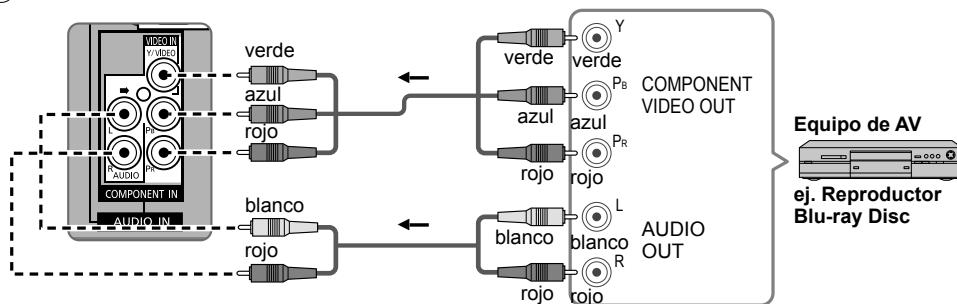 VIDEO IN
Y/VIDEO
L
PB
R
PR
AUDIO
COMPONENT IN
AUDIO IN
verde
azul
rojo
blanco
rojo
verde
azul
rojo
blanco
rojo
Y
verde
PB
azul
PR
rojo
COMPONENT
VIDEO OUT
L
blanco
R
rojo
AUDIO
OUT
Equipo de AV
ej. Reproductor
Blu-ray Disc